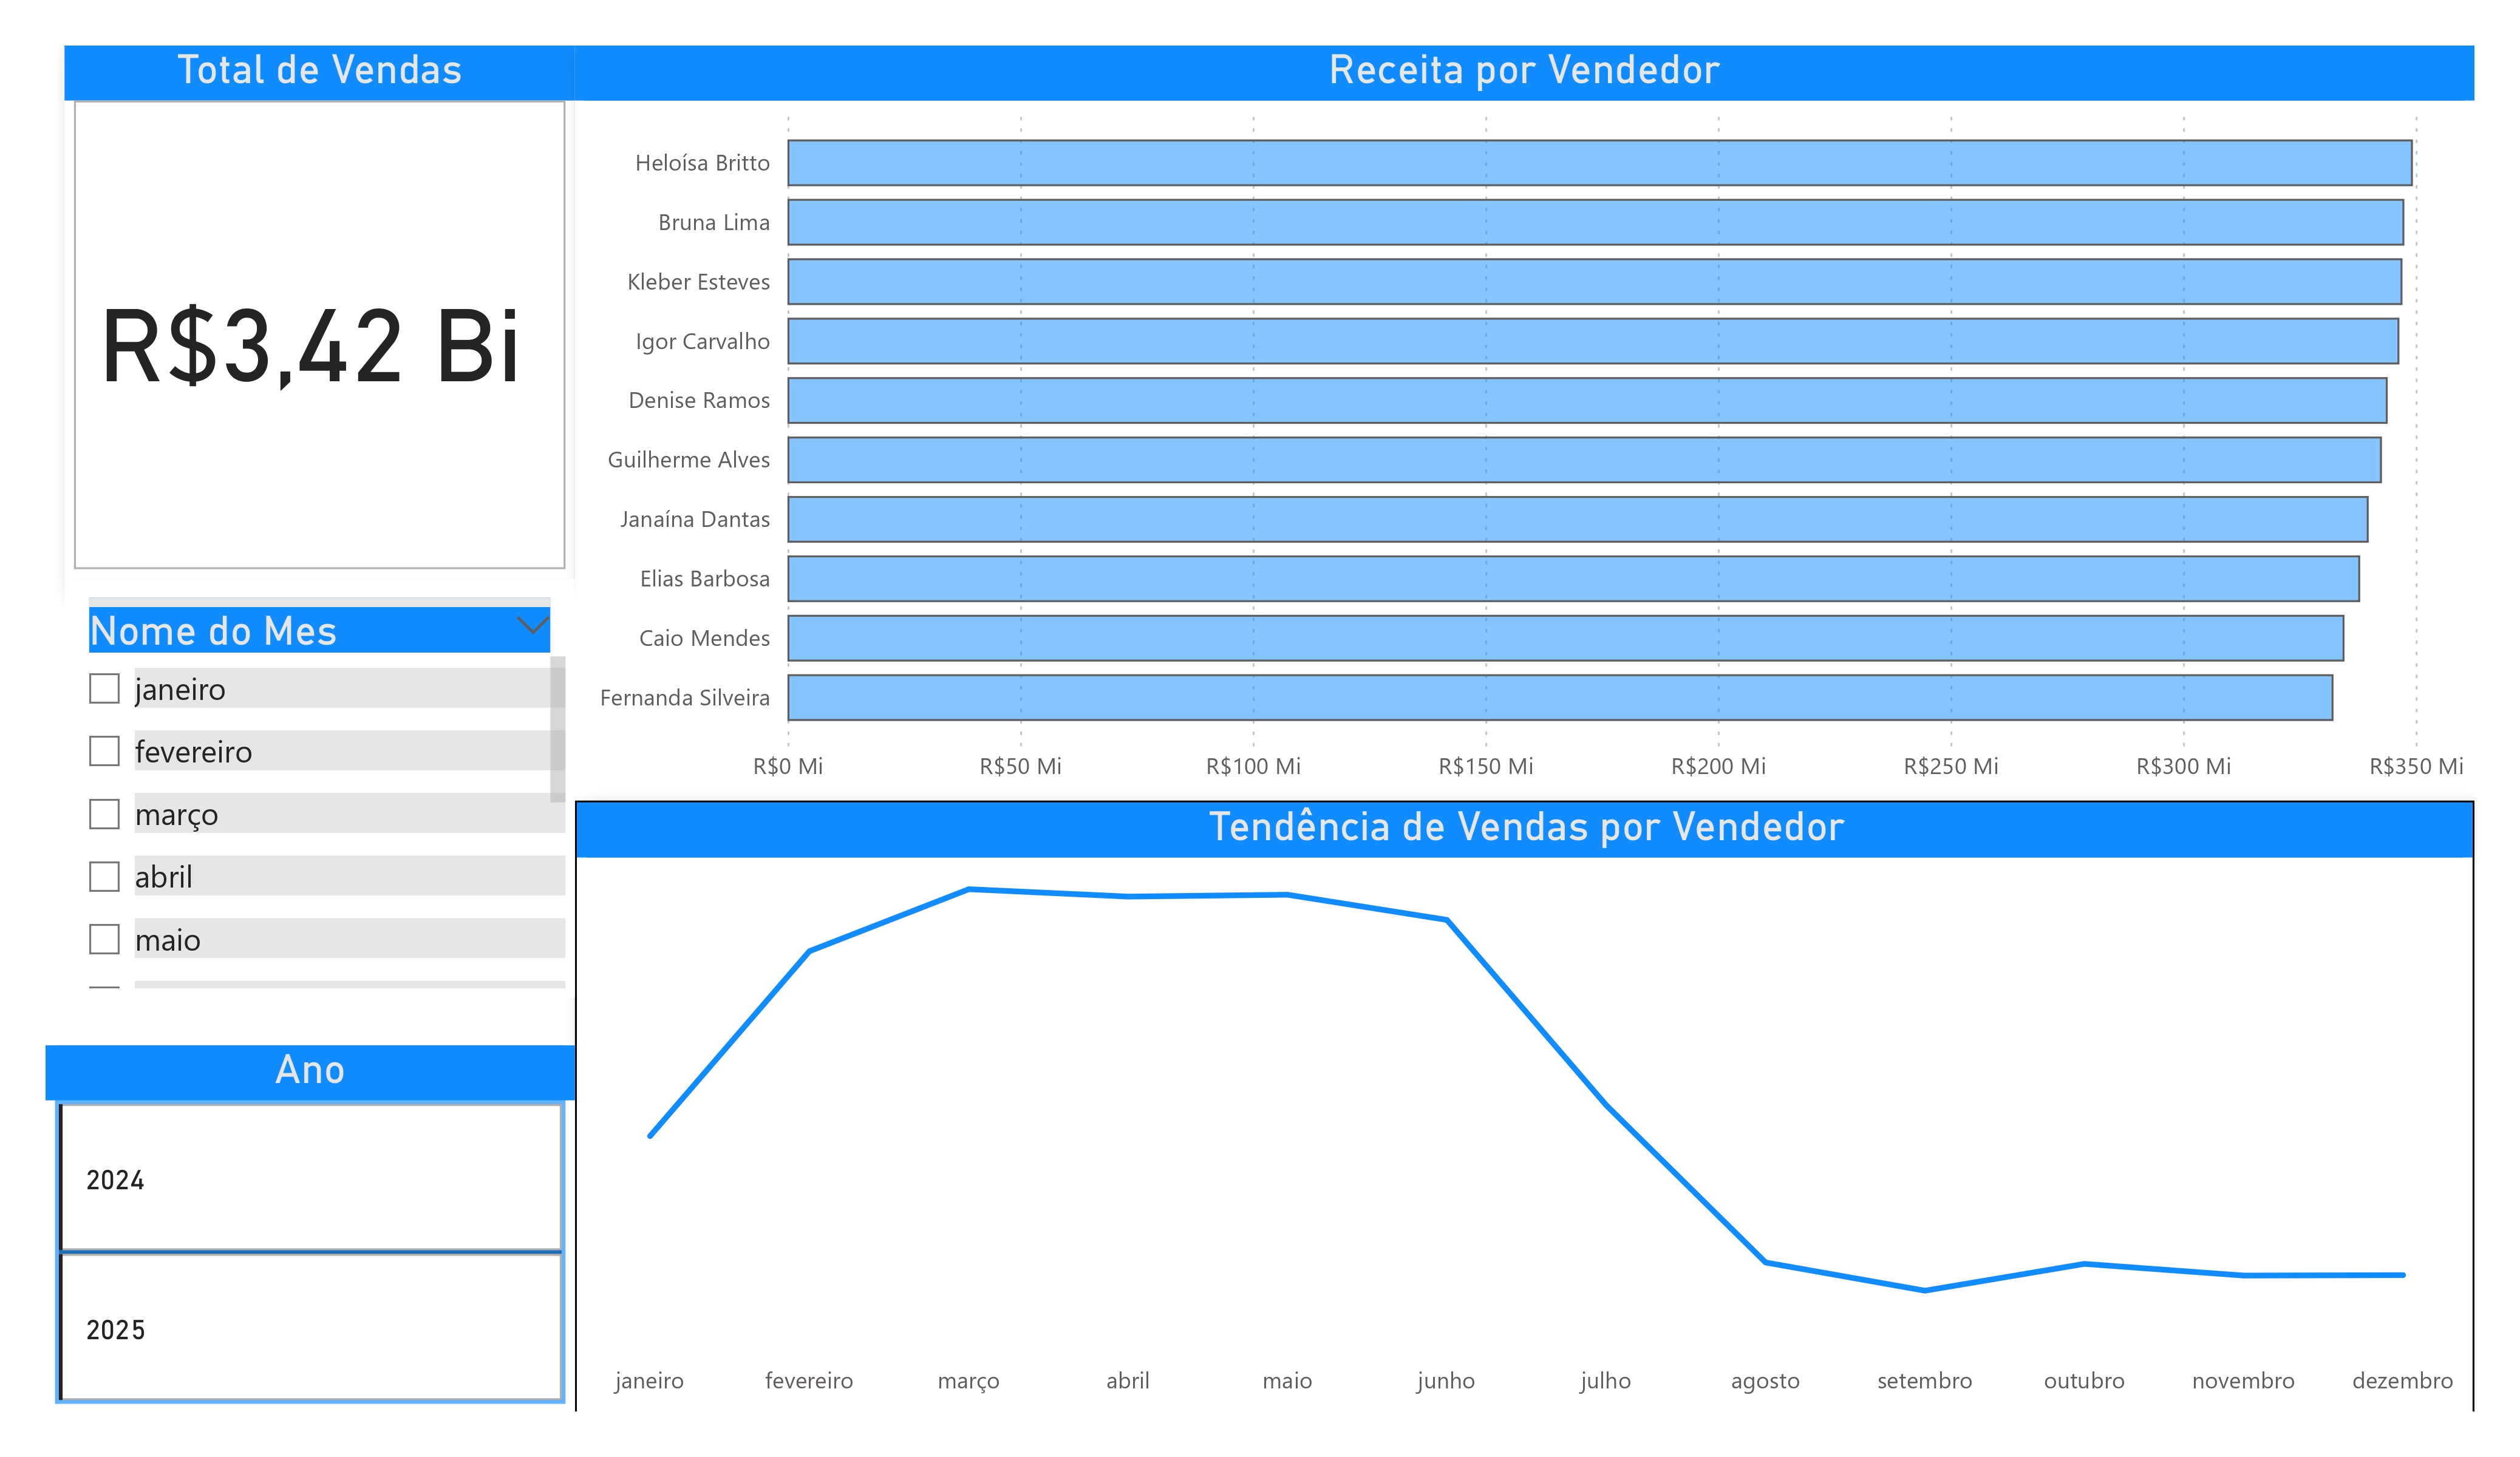 Total de Vendas
R$3,42 Bi
Receita por Vendedor
Heloísa Britto
Bruna Lima
Kleber Esteves
Igor Carvalho
Denise Ramos
Guilherme Alves
Janaína Dantas
Elias Barbosa
Caio Mendes
Fernanda Silveira
R$0 Mi R$50 Mi R$100 Mi R$150 Mi R$200 Mi R$250 Mi R$300 Mi R$350 Mi
Nome do Mes
janeiro
fevereiro
março
abril
maio
Ano
2024
2025
Tendência de Vendas por Vendedor
janeiro fevereiro março abril maio junho julho agosto setembro outubro novembro dezembro